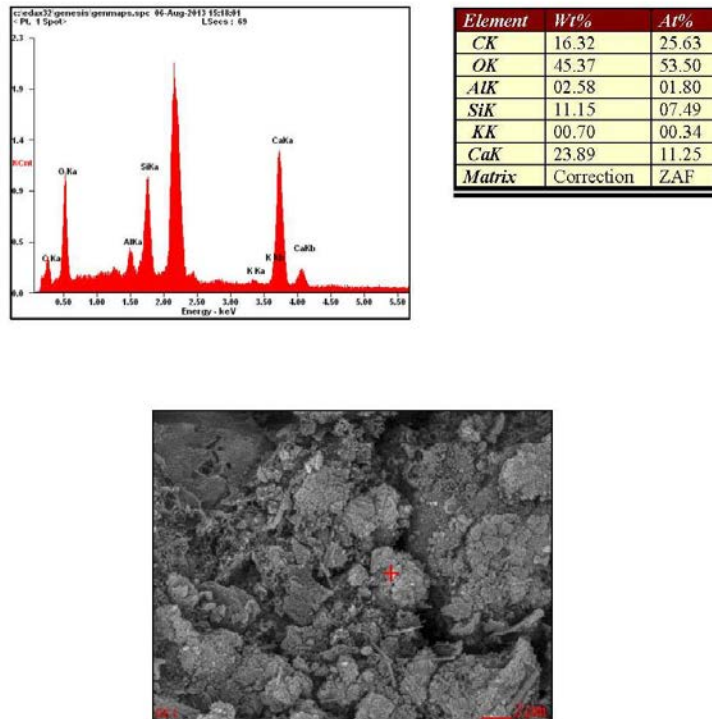 c:\edax32\genesis\genmaps.spc 06-Aug-2013 15:18:01
< Pt. 1 Spot> LSecs : 69
2.3
1.4
KCnt
0.9
0.5
0.0
O Ka
C Ka
AlKa
SiKa
CaKa
K Ka
K Kb
CaKb
0.50 1.00 1.50 2.00 2.50 3.00 3.50 4.00 4.50 5.00 5.50
Energy - keV
Element Wt% At%
CK 16.32 25.63
OK 45.37 53.50
AlK 02.58 01.80
SiK 11.15 07.49
KK 00.70 00.34
CaK 23.89 11.25
Matrix Correction ZAF